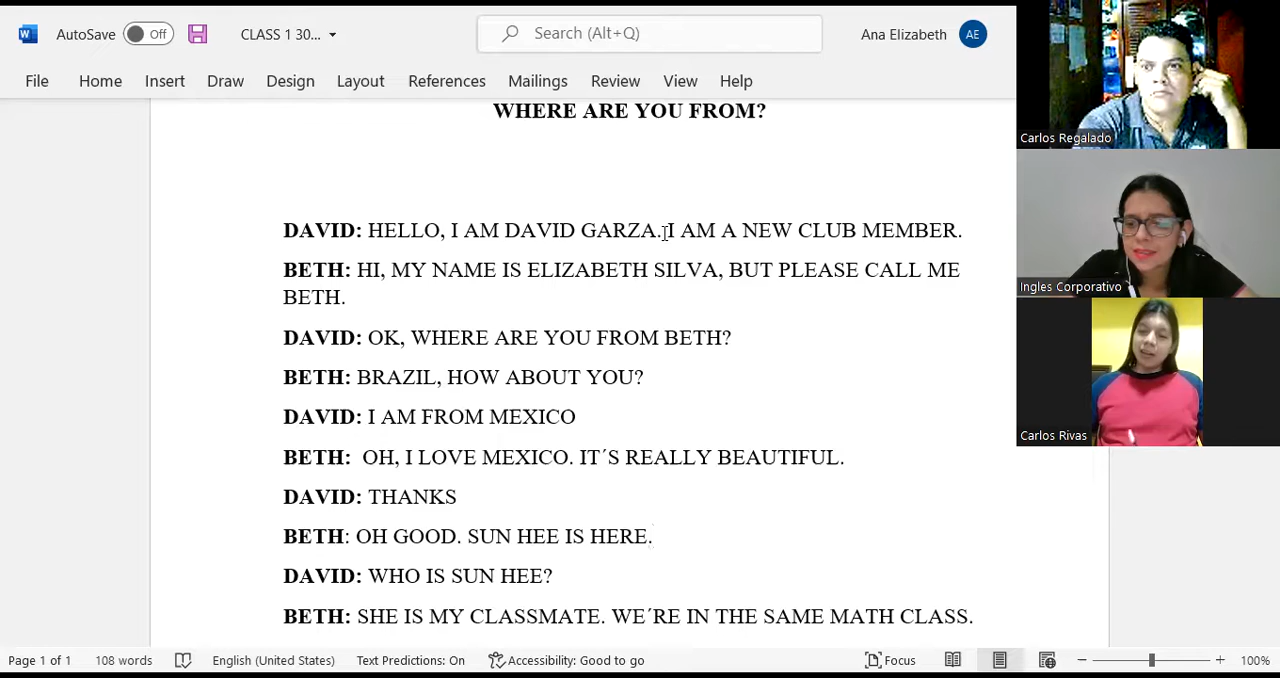 AutoSave Off CLASS 1 30... Search (Alt+Q) Ana Elizabeth AE
File Home Insert Draw Design Layout References Mailings Review View Help
WHERE ARE YOU FROM?
DAVID: HELLO, I AM DAVID GARZA. I AM A NEW CLUB MEMBER.
BETH: HI, MY NAME IS ELIZABETH SILVA, BUT PLEASE CALL ME
BETH.
DAVID: OK, WHERE ARE YOU FROM BETH?
BETH: BRAZIL, HOW ABOUT YOU?
DAVID: I AM FROM MEXICO
BETH: OH, I LOVE MEXICO. IT´S REALLY BEAUTIFUL.
DAVID: THANKS
BETH: OH GOOD. SUN HEE IS HERE.
DAVID: WHO IS SUN HEE?
BETH: SHE IS MY CLASSMATE. WE´RE IN THE SAME MATH CLASS.
Page 1 of 1 108 words English (United States) Text Predictions: On Accessibility: Good to go Focus 100%
Carlos Regalado
Ingles Corporativo
Carlos Rivas